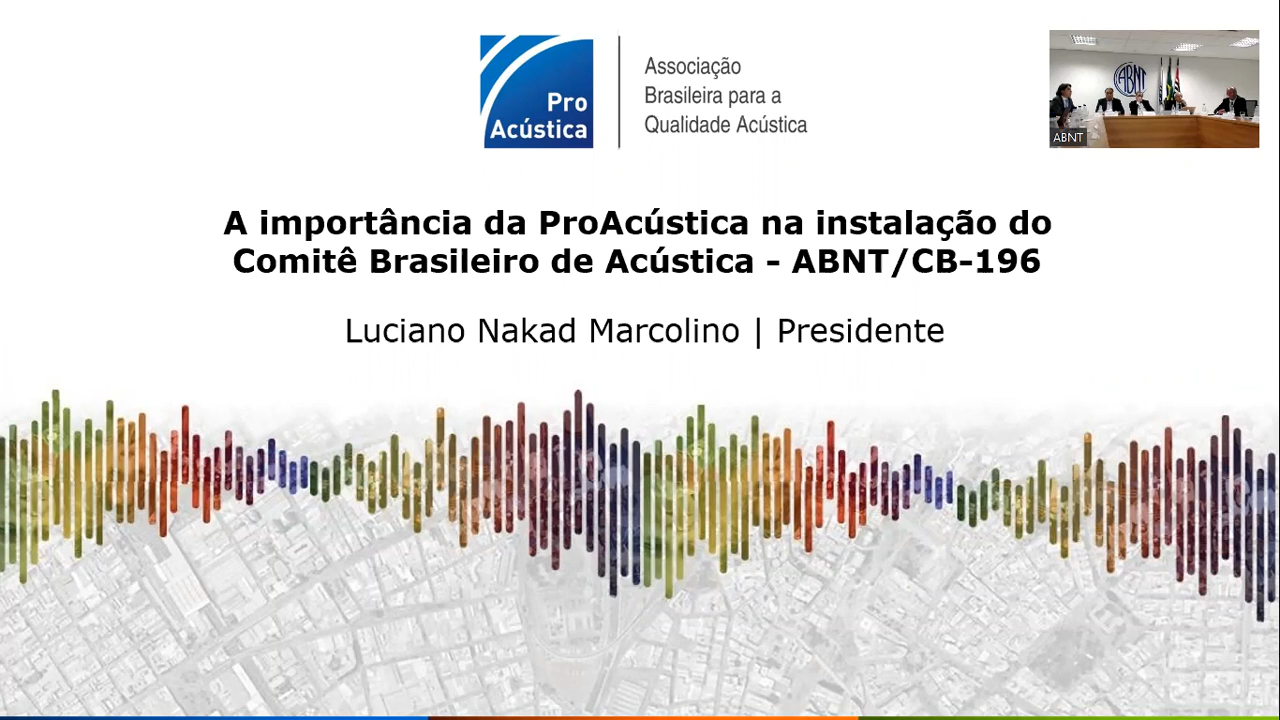 Pro
Acústica
Associação
Brasileira para a
Qualidade Acústica
ABNT
ABNT
A importância da ProAcústica na instalação do
Comitê Brasileiro de Acústica - ABNT/CB-196
Luciano Nakad Marcolino | Presidente